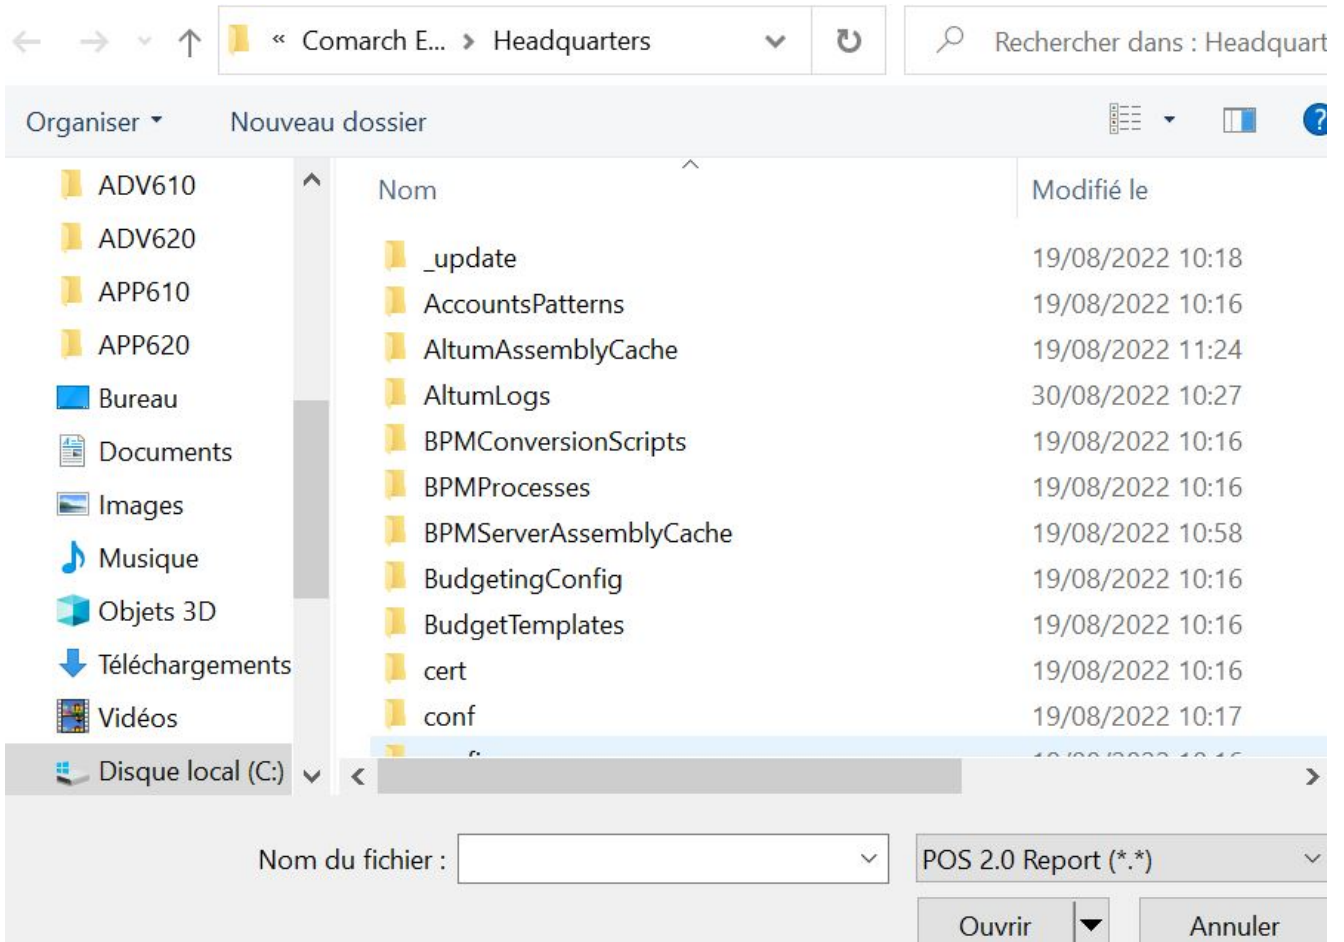 « Comarch E... > Headquarters
Rechercher dans : Headquart
Organiser
Nouveau dossier
?
ADV610
ADV620
APP610
APP620
Bureau
Documents
Images
Musique
Objets 3D
Téléchargements
Vidéos
Disque local (C:)
Nom Modifié le
_update 19/08/2022 10:18
AccountsPatterns 19/08/2022 10:16
AltumAssemblyCache 19/08/2022 11:24
AltumLogs 30/08/2022 10:27
BPMConversionScripts 19/08/2022 10:16
BPMProcesses 19/08/2022 10:16
BPMServerAssemblyCache 19/08/2022 10:58
BudgetingConfig 19/08/2022 10:16
BudgetTemplates 19/08/2022 10:16
cert 19/08/2022 10:16
conf 19/08/2022 10:17
Nom du fichier :
POS 2.0 Report (*.*)
Ouvrir
Annuler